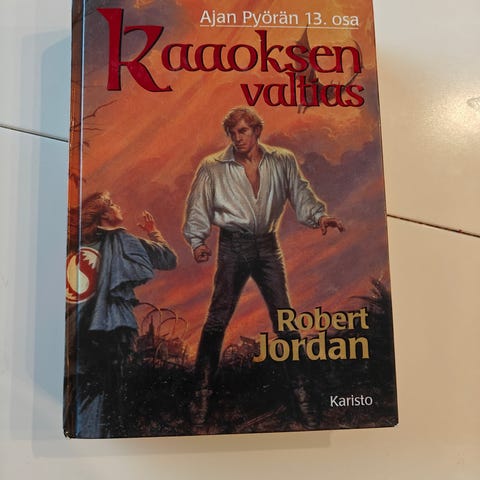 Ajan Pyörän 13. osa
Kaaoksen
valtias
Robert
Jordan
Karisto